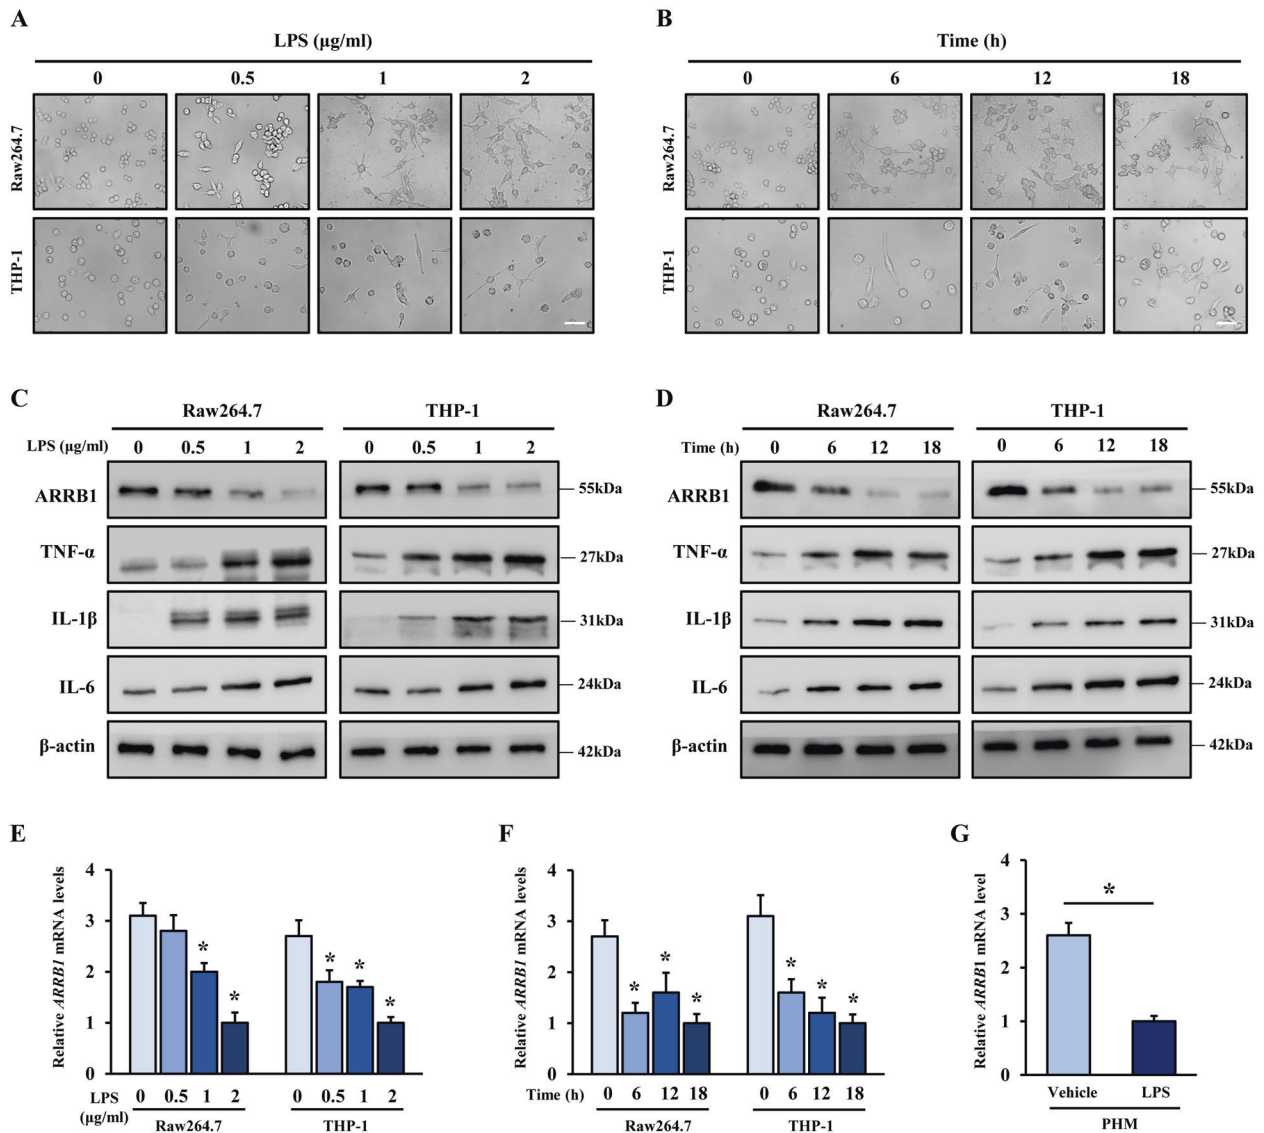 A
LPS (μg/ml)
0 0.5 1 2
Raw264.7
THP-1
B
Time (h)
0 6 12 18
Raw264.7
THP-1
C
Raw264.7 THP-1
LPS (μg/ml) 0 0.5 1 2 0 0.5 1 2
ARRB1 55kDa
TNF-α 27kDa
IL-1β 31kDa
IL-6 24kDa
β-actin 42kDa
D
Raw264.7 THP-1
Time (h) 0 6 12 18 0 6 12 18
ARRB1 55kDa
TNF-α 27kDa
IL-1β 31kDa
IL-6 24kDa
β-actin 42kDa
E
Relative ARRB1 mRNA levels
4
3
2
1
0
* * * * *
LPS (μg/ml) 0 0.5 1 2 0 0.5 1 2
Raw264.7 THP-1
F
Relative ARRB1 mRNA levels
4
3
2
1
0
* * * * * *
Time (h) 0 6 12 18 0 6 12 18
Raw264.7 THP-1
G
Relative ARRB1 mRNA level
4
3
2
1
0
*
Vehicle LPS
PHM